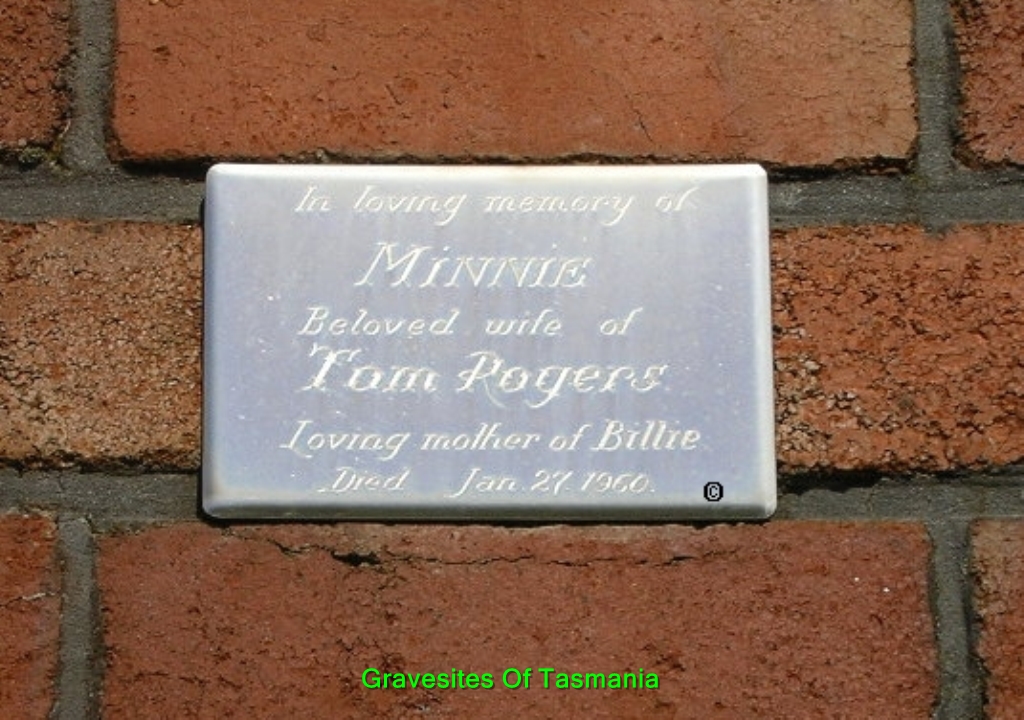 In loving memory of
MINNIE
Beloved wife of
Tom Rogers
Loving mother of Billie
Died Jan. 27. 1960.
©
Gravesites Of Tasmania